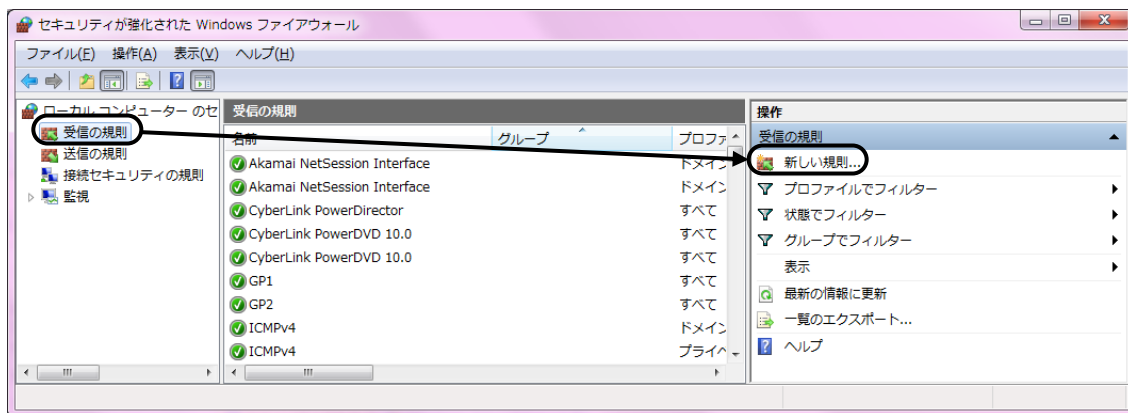 セキュリティが強化された Windows ファイアウォール
ファイル(F) 操作(A) 表示(V) ヘルプ(H)
ローカル コンピューター のセ
受信の規則
送信の規則
接続セキュリティの規則
監視
受信の規則
名前 グループ プロファ
Akamai NetSession Interface ドメイン
Akamai NetSession Interface ドメイン
CyberLink PowerDirector すべて
CyberLink PowerDVD 10.0 すべて
CyberLink PowerDVD 10.0 すべて
GP1 すべて
GP2 すべて
ICMPv4 ドメイン
ICMPv4 プライベ
操作
受信の規則
新しい規則...
プロファイルでフィルター
状態でフィルター
グループでフィルター
表示
最新の情報に更新
一覧のエクスポート...
ヘルプ